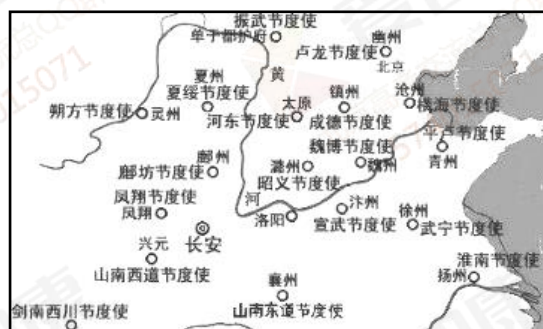 振武节度使
单于都护府
幽州
卢龙节度使
北京
夏州
黄
夏绥节度使
镇州
沧州
太原
横海节度使
朔方节度使
灵州
河东节度使
成德节度使
平卢节度使
鄜州
魏博节度使
潞州
魏州
青州
鄜坊节度使
昭义节度使
凤翔节度使
河
凤翔
洛阳
汴州
宣武节度使
徐州
武宁节度使
长安
兴元
山南西道节度使
淮南节度使
扬州
襄州
山南东道节度使
剑南西川节度使